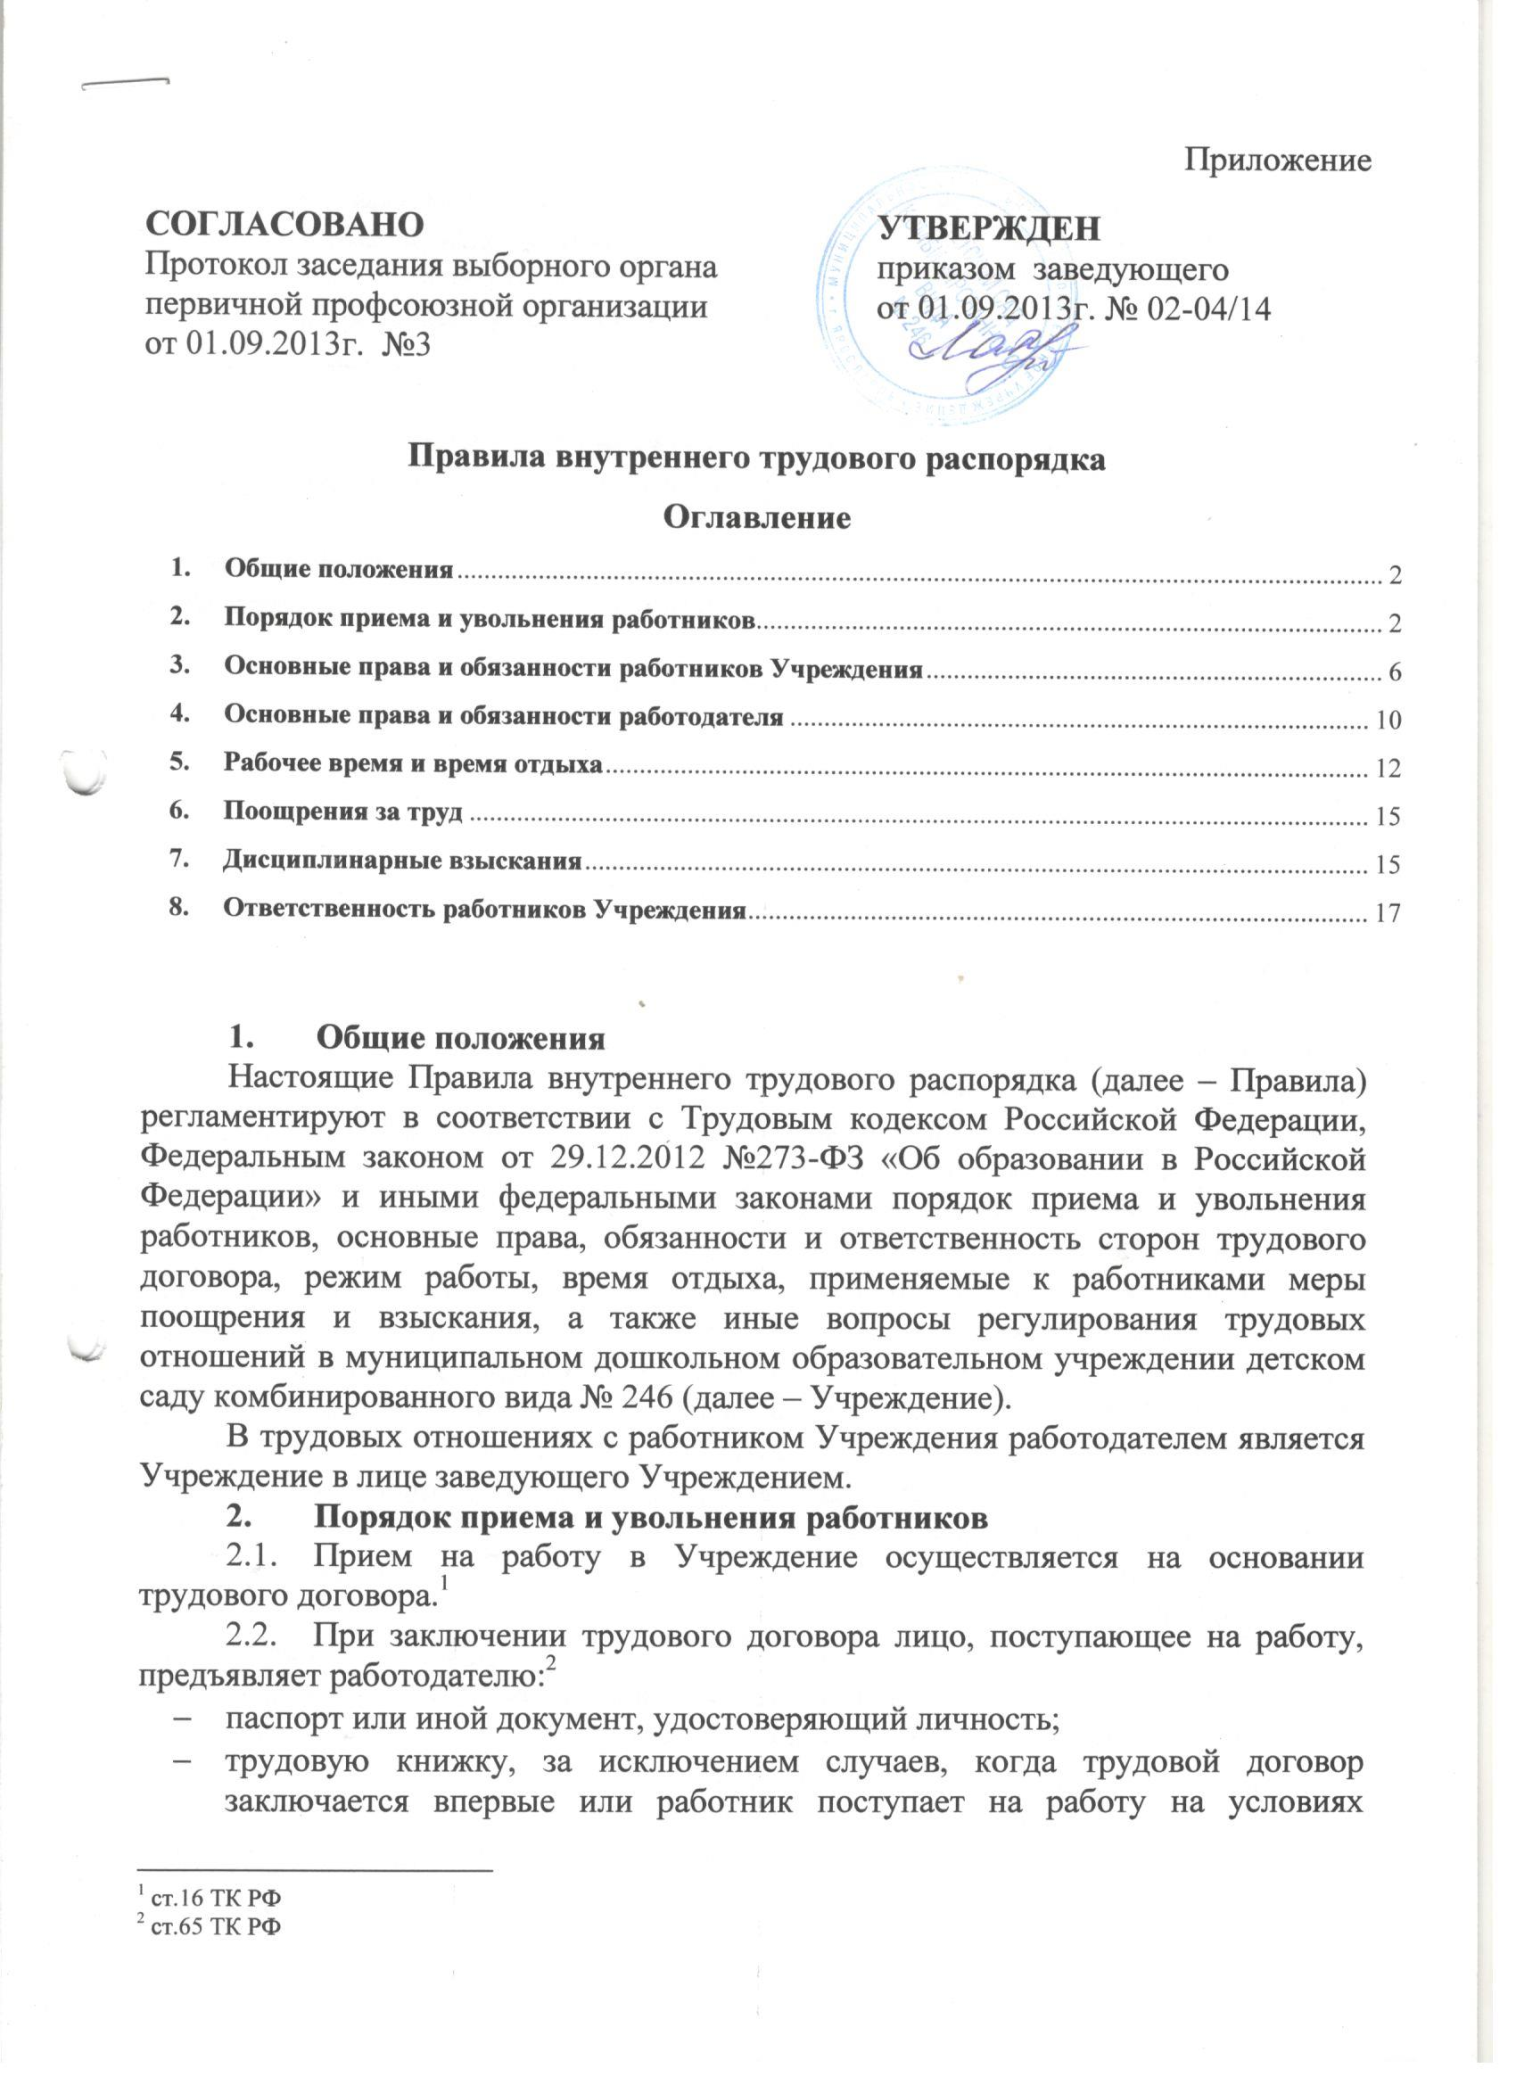 Приложение
СОГЛАСОВАНО
Протокол заседания выборного органа
первичной профсоюзной организации
от 01.09.2013г. №3
УТВЕРЖДЕН
приказом заведующего
от 01.09.2013г. № 02-04/14
Правила внутреннего трудового распорядка
Оглавление
1. Общие положения 2
2. Порядок приема и увольнения работников 2
3. Основные права и обязанности работников Учреждения 6
4. Основные права и обязанности работодателя 10
5. Рабочее время и время отдыха 12
6. Поощрения за труд 15
7. Дисциплинарные взыскания 15
8. Ответственность работников Учреждения 17
1. Общие положения
Настоящие Правила внутреннего трудового распорядка (далее – Правила)
регламентируют в соответствии с Трудовым кодексом Российской Федерации,
Федеральным законом от 29.12.2012 №273-ФЗ «Об образовании в Российской
Федерации» и иными федеральными законами порядок приема и увольнения
работников, основные права, обязанности и ответственность сторон трудового
договора, режим работы, время отдыха, применяемые к работниками меры
поощрения и взыскания, а также иные вопросы регулирования трудовых
отношений в муниципальном дошкольном образовательном учреждении детском
саду комбинированного вида № 246 (далее – Учреждение).
В трудовых отношениях с работником Учреждения работодателем является
Учреждение в лице заведующего Учреждением.
2. Порядок приема и увольнения работников
2.1. Прием на работу в Учреждение осуществляется на основании
трудового договора.1
2.2. При заключении трудового договора лицо, поступающее на работу,
предъявляет работодателю:2
– паспорт или иной документ, удостоверяющий личность;
– трудовую книжку, за исключением случаев, когда трудовой договор
заключается впервые или работник поступает на работу на условиях
1 ст.16 ТК РФ
2 ст.65 ТК РФ